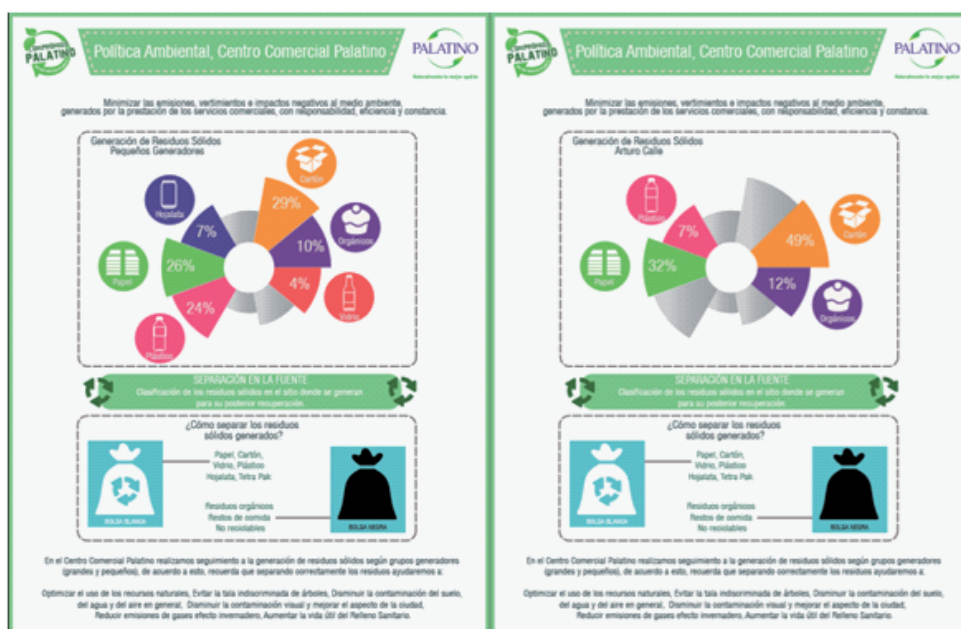 COMPROMISO
PALATINO
Política Ambiental, Centro Comercial Palatino
PALATINO
Naturalmente tu mejor opción
Minimizar las emisiones, vertimientos e impactos negativos al medio ambiente,
generados por la prestación de los servicios comerciales, con responsabilidad, eficiencia y constancia.
Generación de Residuos Sólidos
Pequeños Generadores
Cartón
29%
Hojalata
7%
Orgánicos
10%
Papel
26%
4%
Vidrio
24%
Plástico
SEPARACIÓN EN LA FUENTE
Clasificación de los residuos sólidos en el sitio donde se generan
para su posterior recuperación.
¿Cómo separar los residuos
sólidos generados?
Papel, Cartón,
Vidrio, Plástico
Hojalata, Tetra Pak
BOLSA BLANCA
Residuos orgánicos
Restos de comida
No reciclables
BOLSA NEGRA
En el Centro Comercial Palatino realizamos seguimiento a la generación de residuos sólidos según grupos generadores
(grandes y pequeños), de acuerdo a esto, recuerda que separando correctamente los residuos ayudaremos a:
Optimizar el uso de los recursos naturales, Evitar la tala indiscriminada de árboles, Disminuir la contaminación del suelo,
del agua y del aire en general, Disminuir la contaminación visual y mejorar el aspecto de la ciudad,
Reducir emisiones de gases efecto invernadero, Aumentar la vida útil del Relleno Sanitario.
COMPROMISO
PALATINO
Política Ambiental, Centro Comercial Palatino
PALATINO
Naturalmente tu mejor opción
Minimizar las emisiones, vertimientos e impactos negativos al medio ambiente,
generados por la prestación de los servicios comerciales, con responsabilidad, eficiencia y constancia.
Generación de Residuos Sólidos
Arturo Calle
Plástico
7%
49%
Cartón
Papel
32%
12%
Orgánicos
SEPARACIÓN EN LA FUENTE
Clasificación de los residuos sólidos en el sitio donde se generan
para su posterior recuperación.
¿Cómo separar los residuos
sólidos generados?
Papel, Cartón,
Vidrio, Plástico
Hojalata, Tetra Pak
BOLSA BLANCA
Residuos orgánicos
Restos de comida
No reciclables
BOLSA NEGRA
En el Centro Comercial Palatino realizamos seguimiento a la generación de residuos sólidos según grupos generadores
(grandes y pequeños), de acuerdo a esto, recuerda que separando correctamente los residuos ayudaremos a:
Optimizar el uso de los recursos naturales, Evitar la tala indiscriminada de árboles, Disminuir la contaminación del suelo,
del agua y del aire en general, Disminuir la contaminación visual y mejorar el aspecto de la ciudad,
Reducir emisiones de gases efecto invernadero, Aumentar la vida útil del Relleno Sanitario.